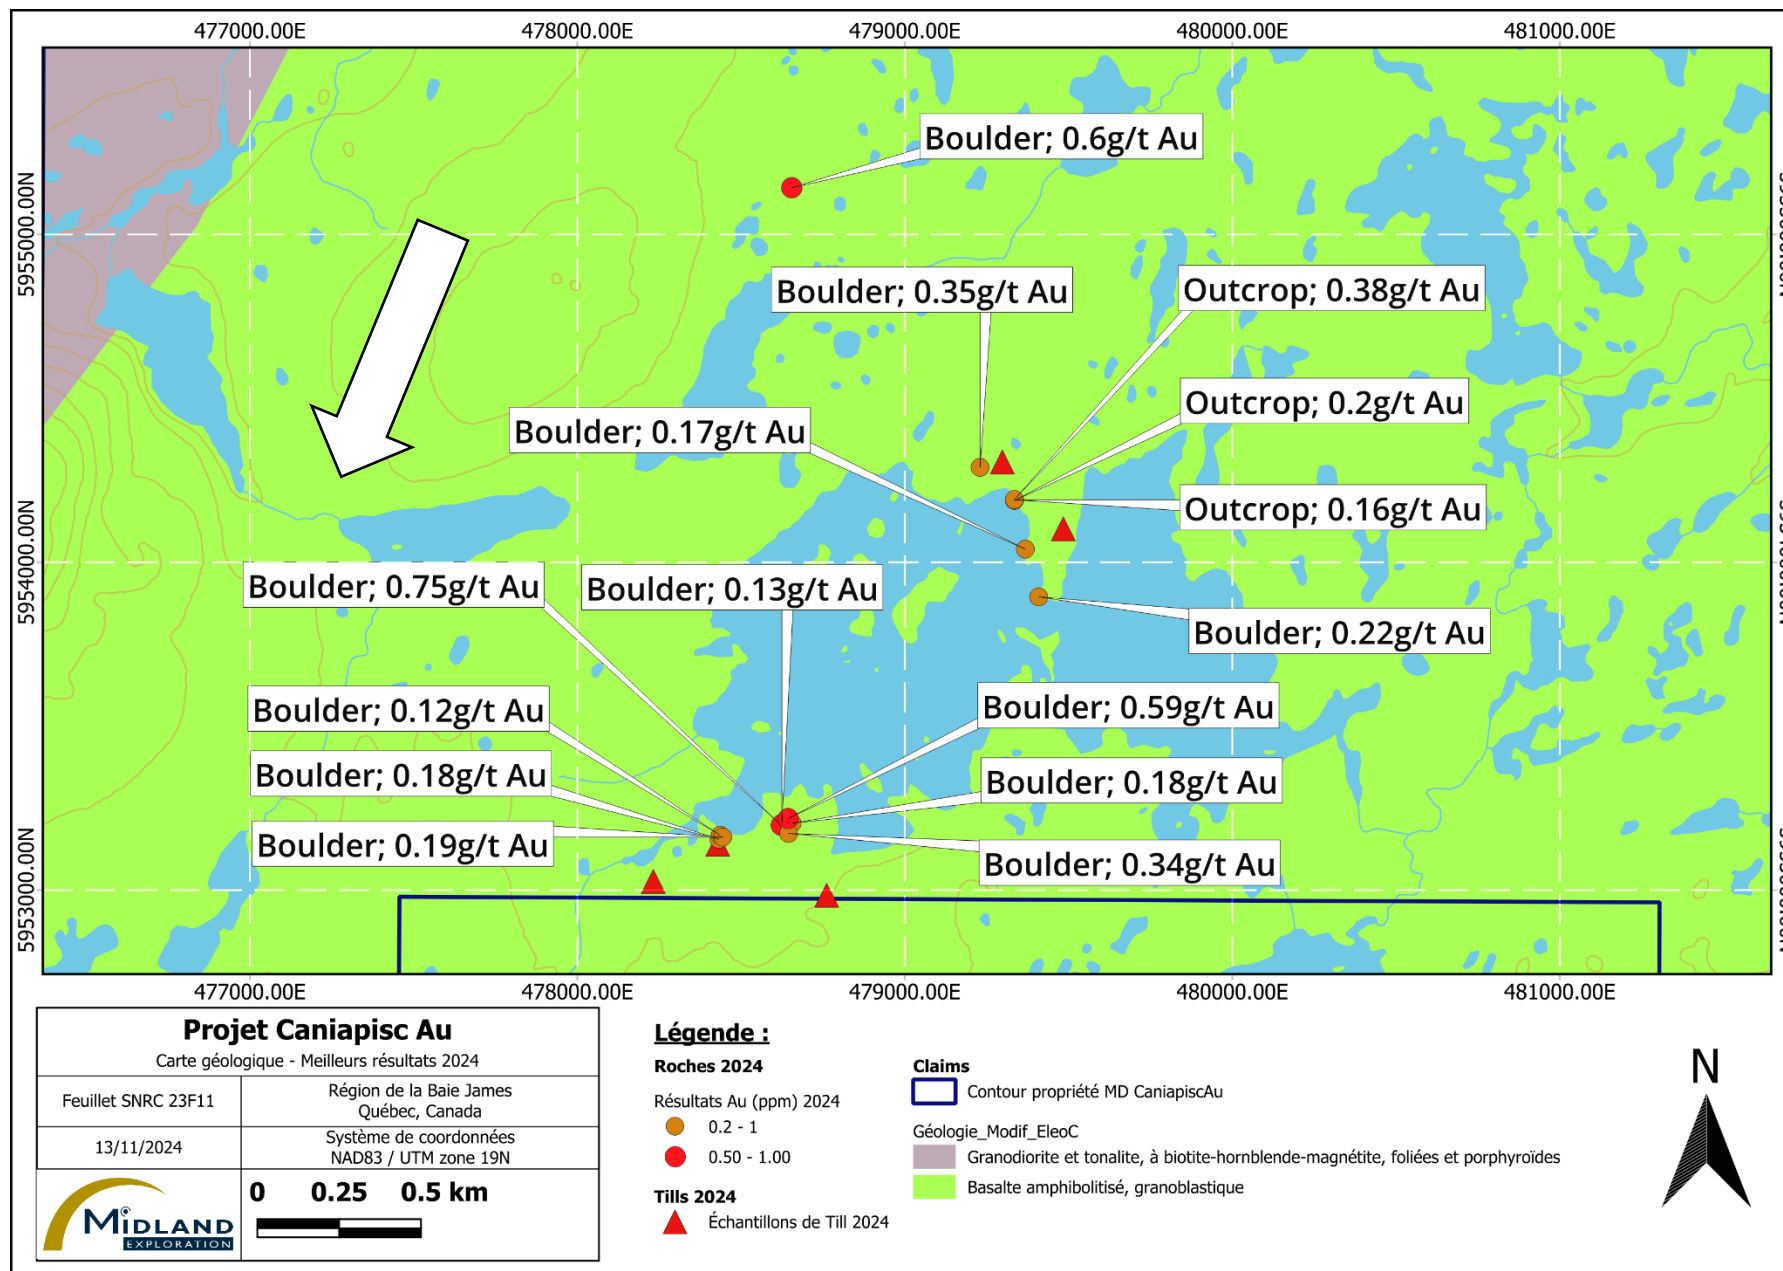 477000.00E
478000.00E
479000.00E
480000.00E
481000.00E
5955000.00N
5954000.00N
5953000.00N
Boulder; 0.6g/t Au
Boulder; 0.35g/t Au
Outcrop; 0.38g/t Au
Outcrop; 0.2g/t Au
Boulder; 0.17g/t Au
Outcrop; 0.16g/t Au
Boulder; 0.75g/t Au
Boulder; 0.13g/t Au
Boulder; 0.22g/t Au
Boulder; 0.12g/t Au
Boulder; 0.59g/t Au
Boulder; 0.18g/t Au
Boulder; 0.18g/t Au
Boulder; 0.19g/t Au
Boulder; 0.34g/t Au
477000.00E
478000.00E
479000.00E
480000.00E
481000.00E
Projet Caniapisc Au
Carte géologique - Meilleurs résultats 2024
Feuillet SNRC 23F11
Région de la Baie James
Québec, Canada
13/11/2024
Système de coordonnées
NAD83 / UTM zone 19N
MIDLAND
EXPLORATION
0 0.25 0.5 km
Légende :
Roches 2024
Résultats Au (ppm) 2024
0.2 - 1
0.50 - 1.00
Tills 2024
Échantillons de Till 2024
Claims
Contour propriété MD CaniapiscAu
Géologie_Modif_EleoC
Granodiorite et tonalite, à biotite-hornblende-magnétite, foliées et porphyroïdes
Basalte amphibolitisé, granoblastique
N